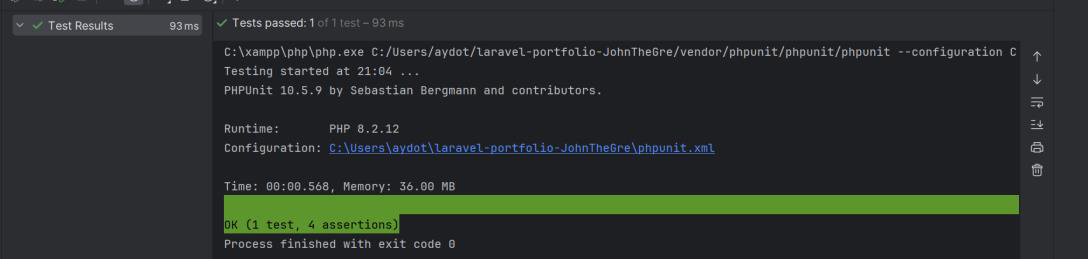 Test Results 93 ms
Tests passed: 1 of 1 test – 93 ms
C:\xampp\php\php.exe C:/Users/aydot/laravel-portfolio-JohnTheGre/vendor/phpunit/phpunit/phpunit --configuration C
Testing started at 21:04 ...
PHPUnit 10.5.9 by Sebastian Bergmann and contributors.
Runtime:       PHP 8.2.12
Configuration: C:\Users\aydot\laravel-portfolio-JohnTheGre\phpunit.xml
Time: 00:00.568, Memory: 36.00 MB
OK (1 test, 4 assertions)
Process finished with exit code 0